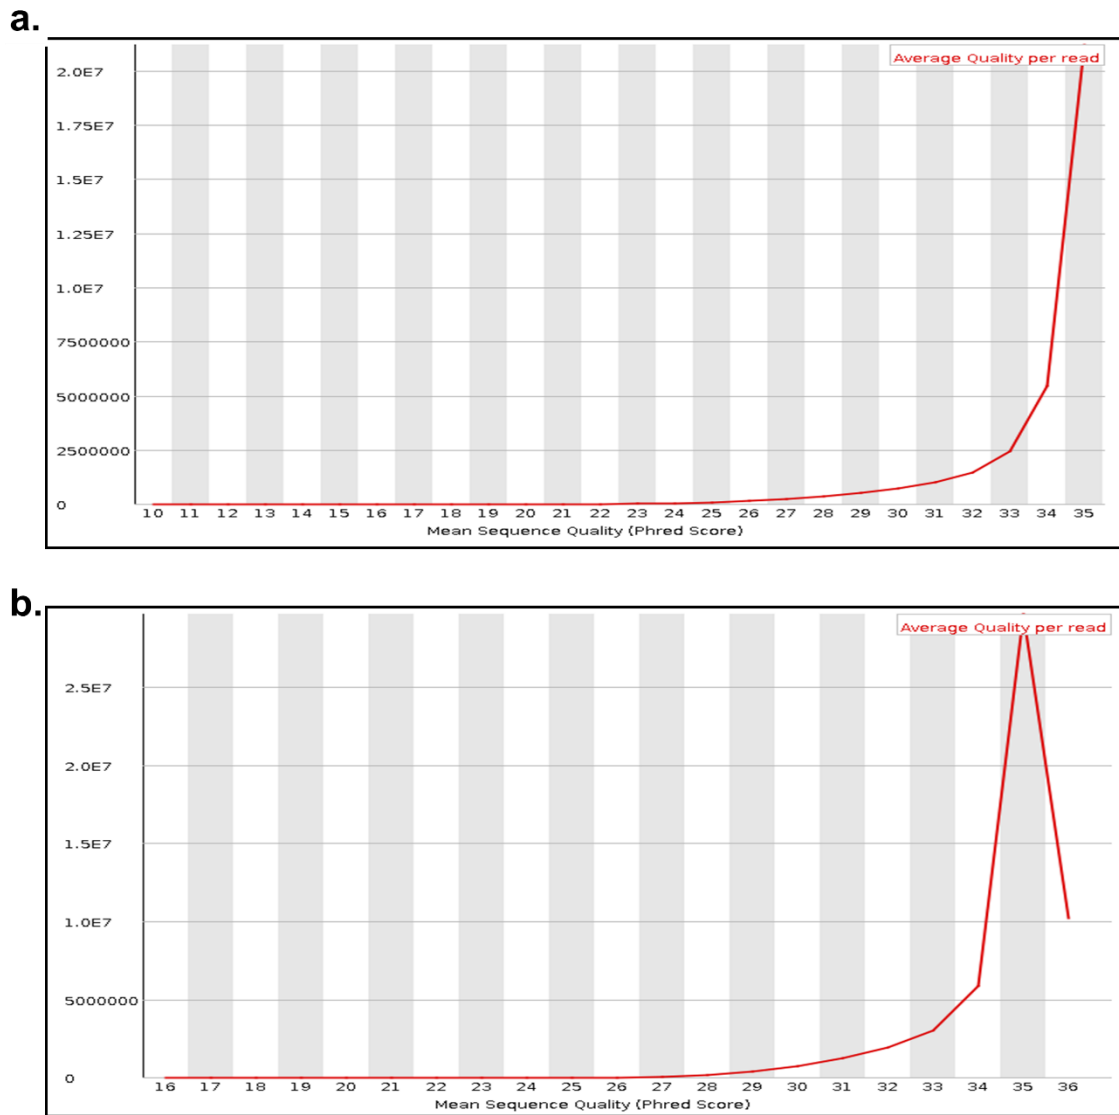 a.
Average Quality per read
2.0E7
1.75E7
1.5E7
1.25E7
1.0E7
7500000
5000000
2500000
0
10 11 12 13 14 15 16 17 18 19 20 21 22 23 24 25 26 27 28 29 30 31 32 33 34 35
Mean Sequence Quality (Phred Score)
b.
Average Quality per read
2.5E7
2.0E7
1.5E7
1.0E7
5000000
0
16 17 18 19 20 21 22 23 24 25 26 27 28 29 30 31 32 33 34 35 36
Mean Sequence Quality (Phred Score)